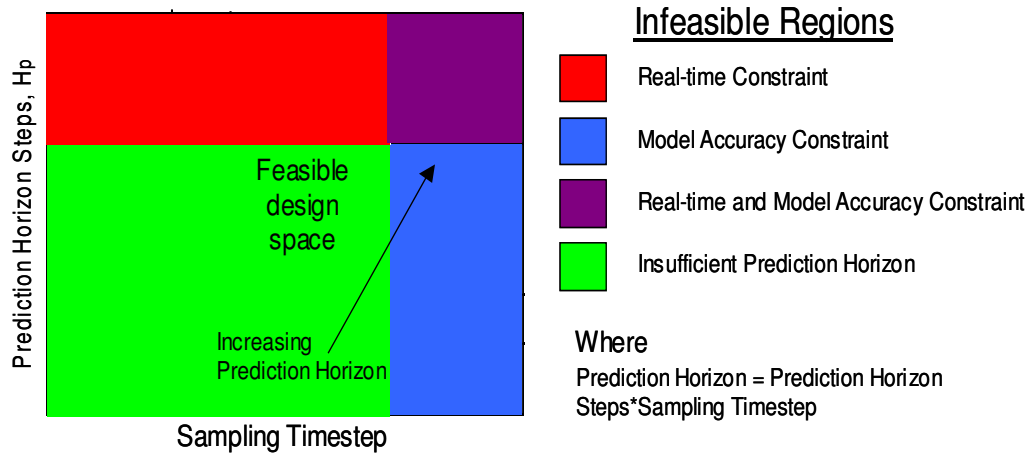 Prediction Horizon Steps, Hp
Feasible
design
space
Increasing
Prediction Horizon
Sampling Timestep
Infeasible Regions
Real-time Constraint
Model Accuracy Constraint
Real-time and Model Accuracy Constraint
Insufficient Prediction Horizon
Where
Prediction Horizon = Prediction Horizon
Steps*Sampling Timestep